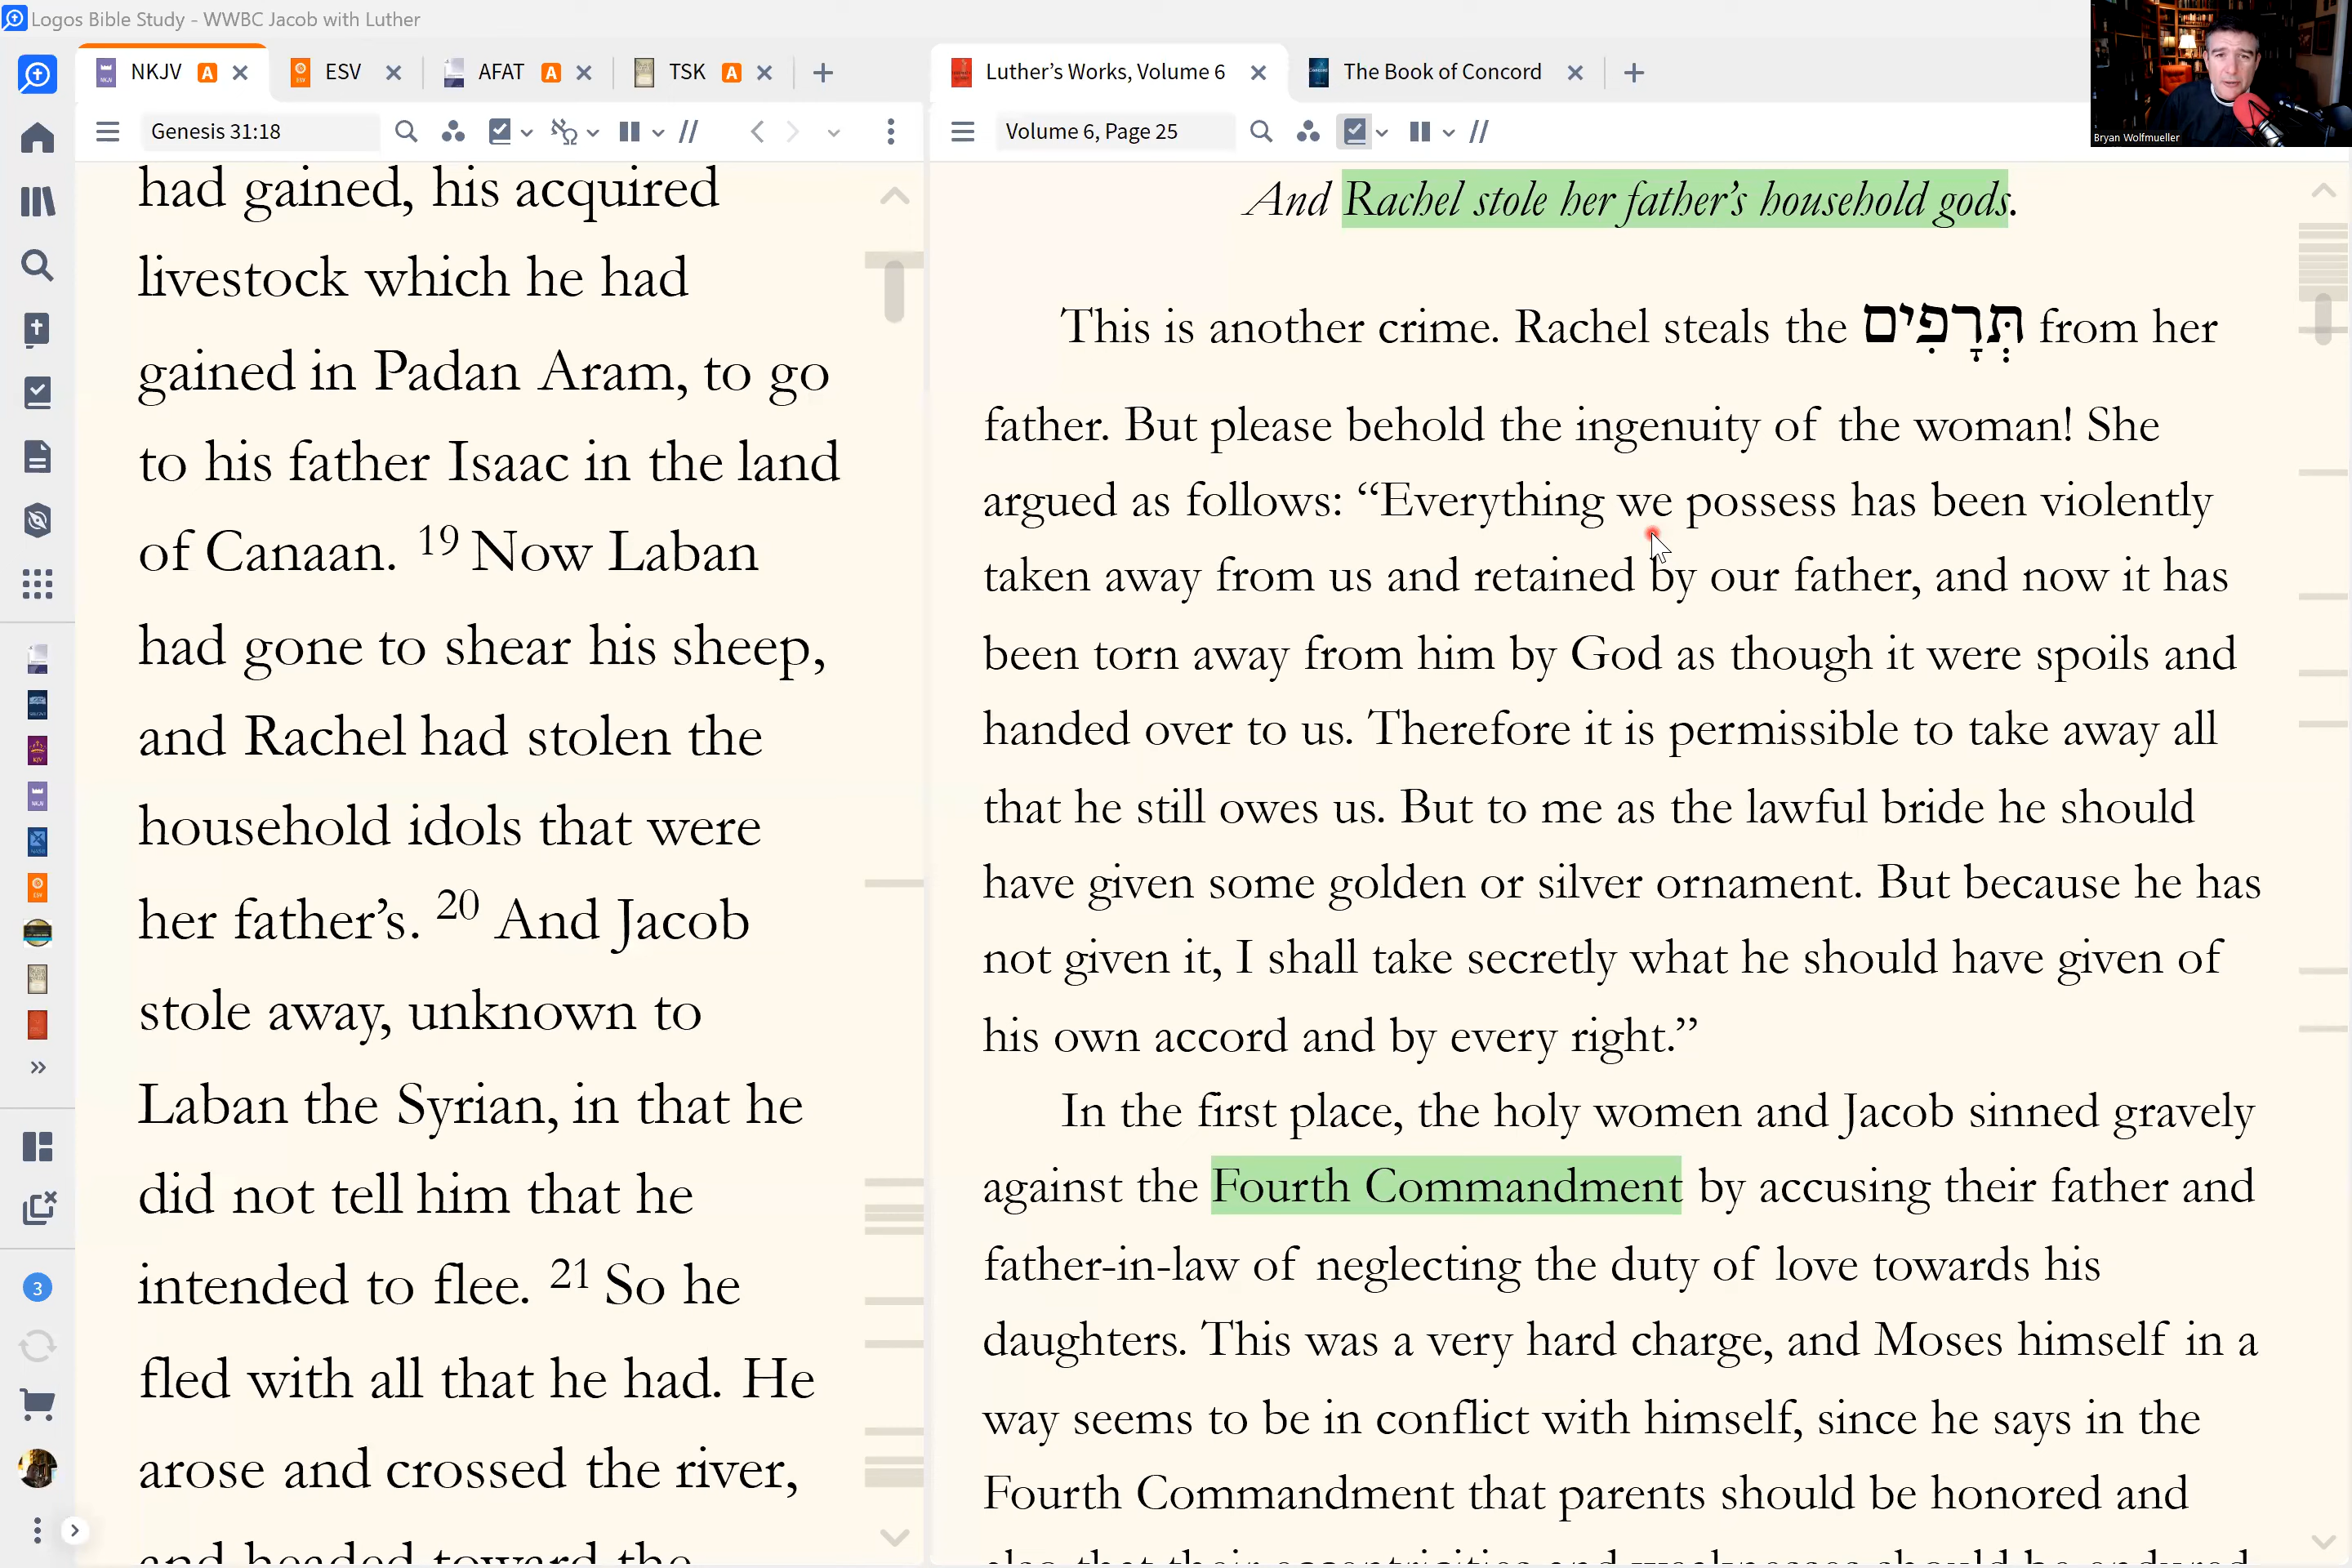 Logos Bible Study - WWBC Jacob with Luther
NKJV A
ESV
AFAT A
TSK A
Luther's Works, Volume 6
The Book of Concord
Genesis 31:18
Volume 6, Page 25
Bryan Wolfmueller
had gained, his acquired
livestock which he had
gained in Padan Aram, to go
to his father Isaac in the land
of Canaan. 19 Now Laban
had gone to shear his sheep,
and Rachel had stolen the
household idols that were
her father's. 20 And Jacob
stole away, unknown to
Laban the Syrian, in that he
did not tell him that he
intended to flee. 21 So he
fled with all that he had. He
arose and crossed the river,
and headed toward the
And Rachel stole her father's household gods.
This is another crime. Rachel steals the תְּרָפִים from her
father. But please behold the ingenuity of the woman! She
argued as follows: “Everything we possess has been violently
taken away from us and retained by our father, and now it has
been torn away from him by God as though it were spoils and
handed over to us. Therefore it is permissible to take away all
that he still owes us. But to me as the lawful bride he should
have given some golden or silver ornament. But because he has
not given it, I shall take secretly what he should have given of
his own accord and by every right.”
In the first place, the holy women and Jacob sinned gravely
against the Fourth Commandment by accusing their father and
father-in-law of neglecting the duty of love towards his
daughters. This was a very hard charge, and Moses himself in a
way seems to be in conflict with himself, since he says in the
Fourth Commandment that parents should be honored and
also that their eccentricities and weaknesses should be endured
3